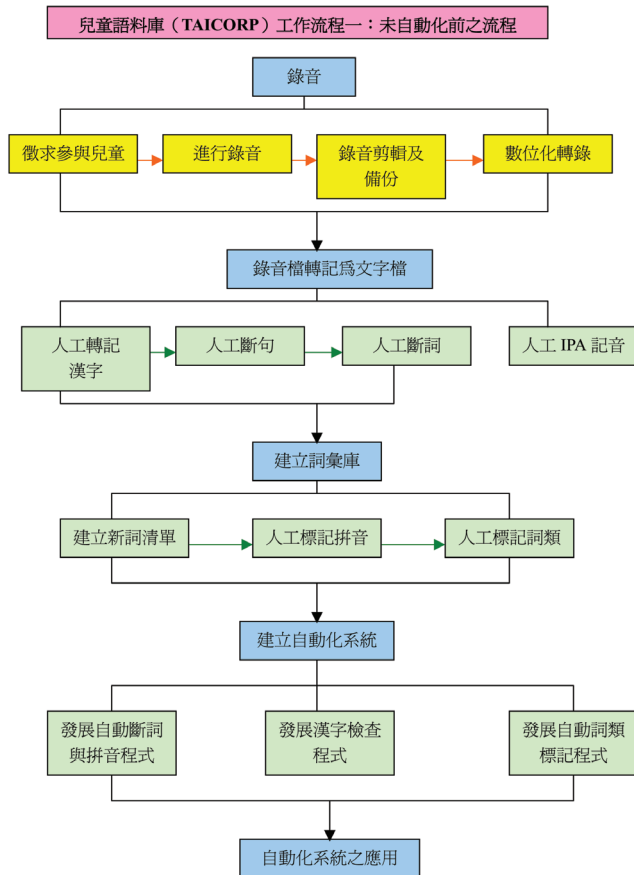 兒童語料庫（TAICORP）工作流程一：未自動化前之流程
錄音
徵求參與兒童
進行錄音
錄音剪輯及
備份
數位化轉錄
錄音檔轉記為文字檔
人工轉記
漢字
人工斷句
人工斷詞
人工 IPA 記音
建立詞彙庫
建立新詞清單
人工標記拼音
人工標記詞類
建立自動化系統
發展自動斷詞
與拼音程式
發展漢字檢查
程式
發展自動詞類
標記程式
自動化系統之應用